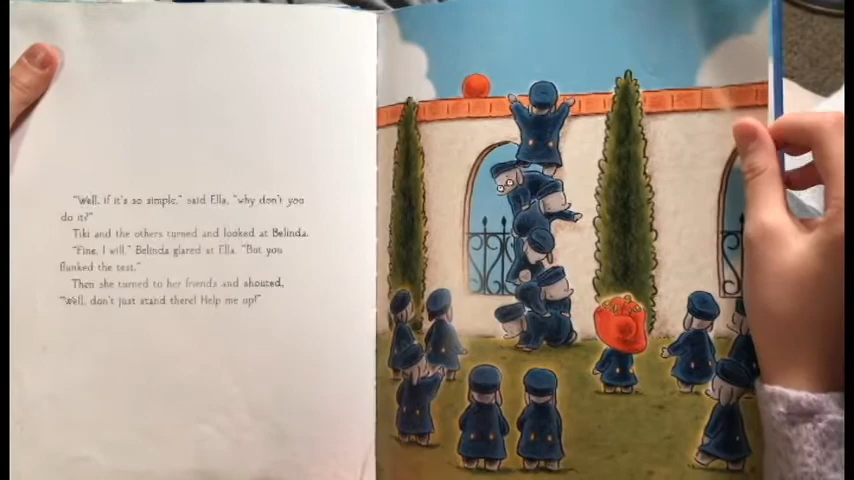 "Well, if it's so simple," said Ella, "why don't you
do it?"
Tiki and the others turned and looked at Belinda.
"Fine, I will," Belinda glared at Ella. "But you
flunked the test."
Then she turned to her friends and shouted,
"Well, don't just stand there! Help me up!"